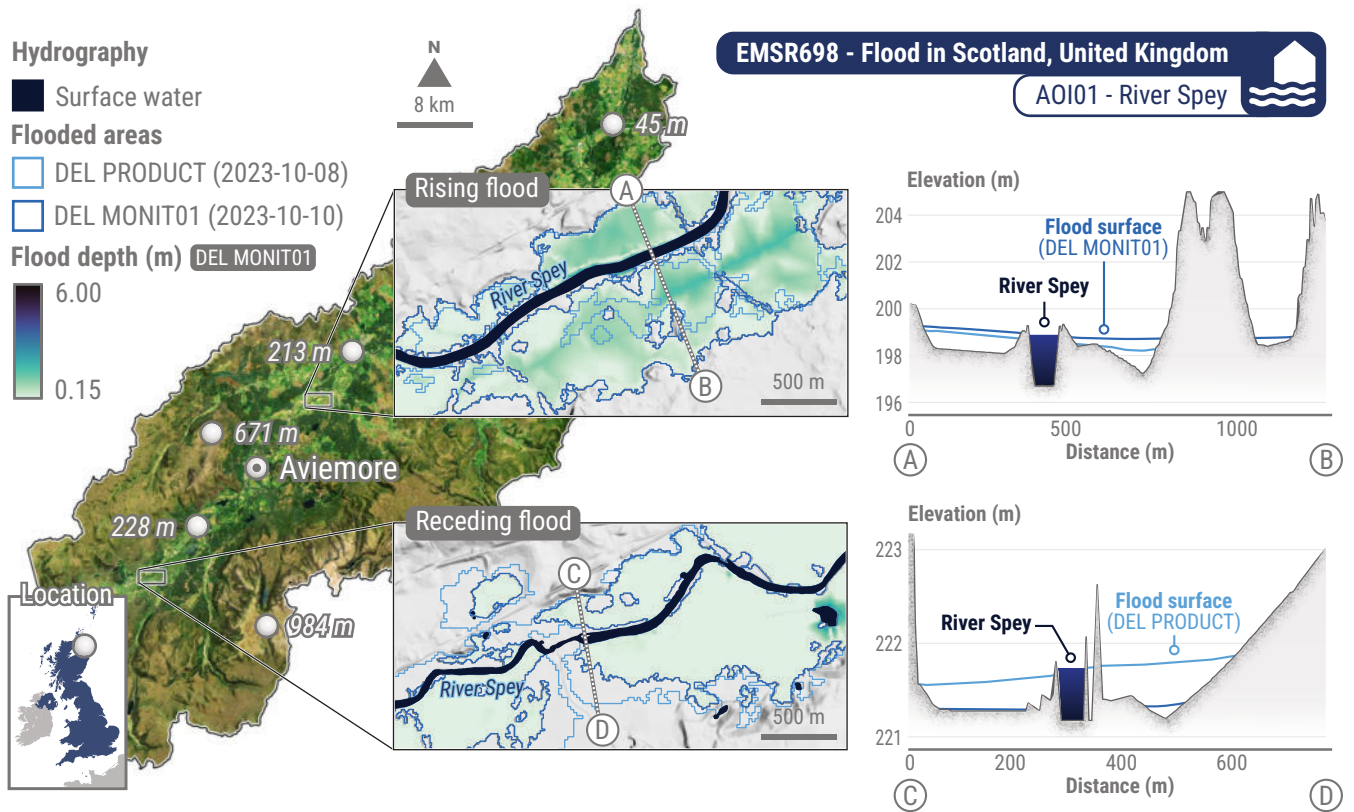 Hydrography
Surface water
Flooded areas
DEL PRODUCT (2023-10-08)
DEL MONIT01 (2023-10-10)
Flood depth (m) DEL MONIT01
6.00
0.15
N
8 km
EMSR698 - Flood in Scotland, United Kingdom
AOI01 - River Spey
45 m
213 m
671 m
Aviemore
228 m
984 m
Location
Rising flood
A
River Spey
B
500 m
Receding flood
C
River Spey
D
500 m
Elevation (m)
204
202
200
198
196
Flood surface
(DEL MONIT01)
River Spey
0
500
1000
Distance (m)
A
B
Elevation (m)
223
222
221
River Spey
Flood surface
(DEL PRODUCT)
0
200
400
600
Distance (m)
C
D